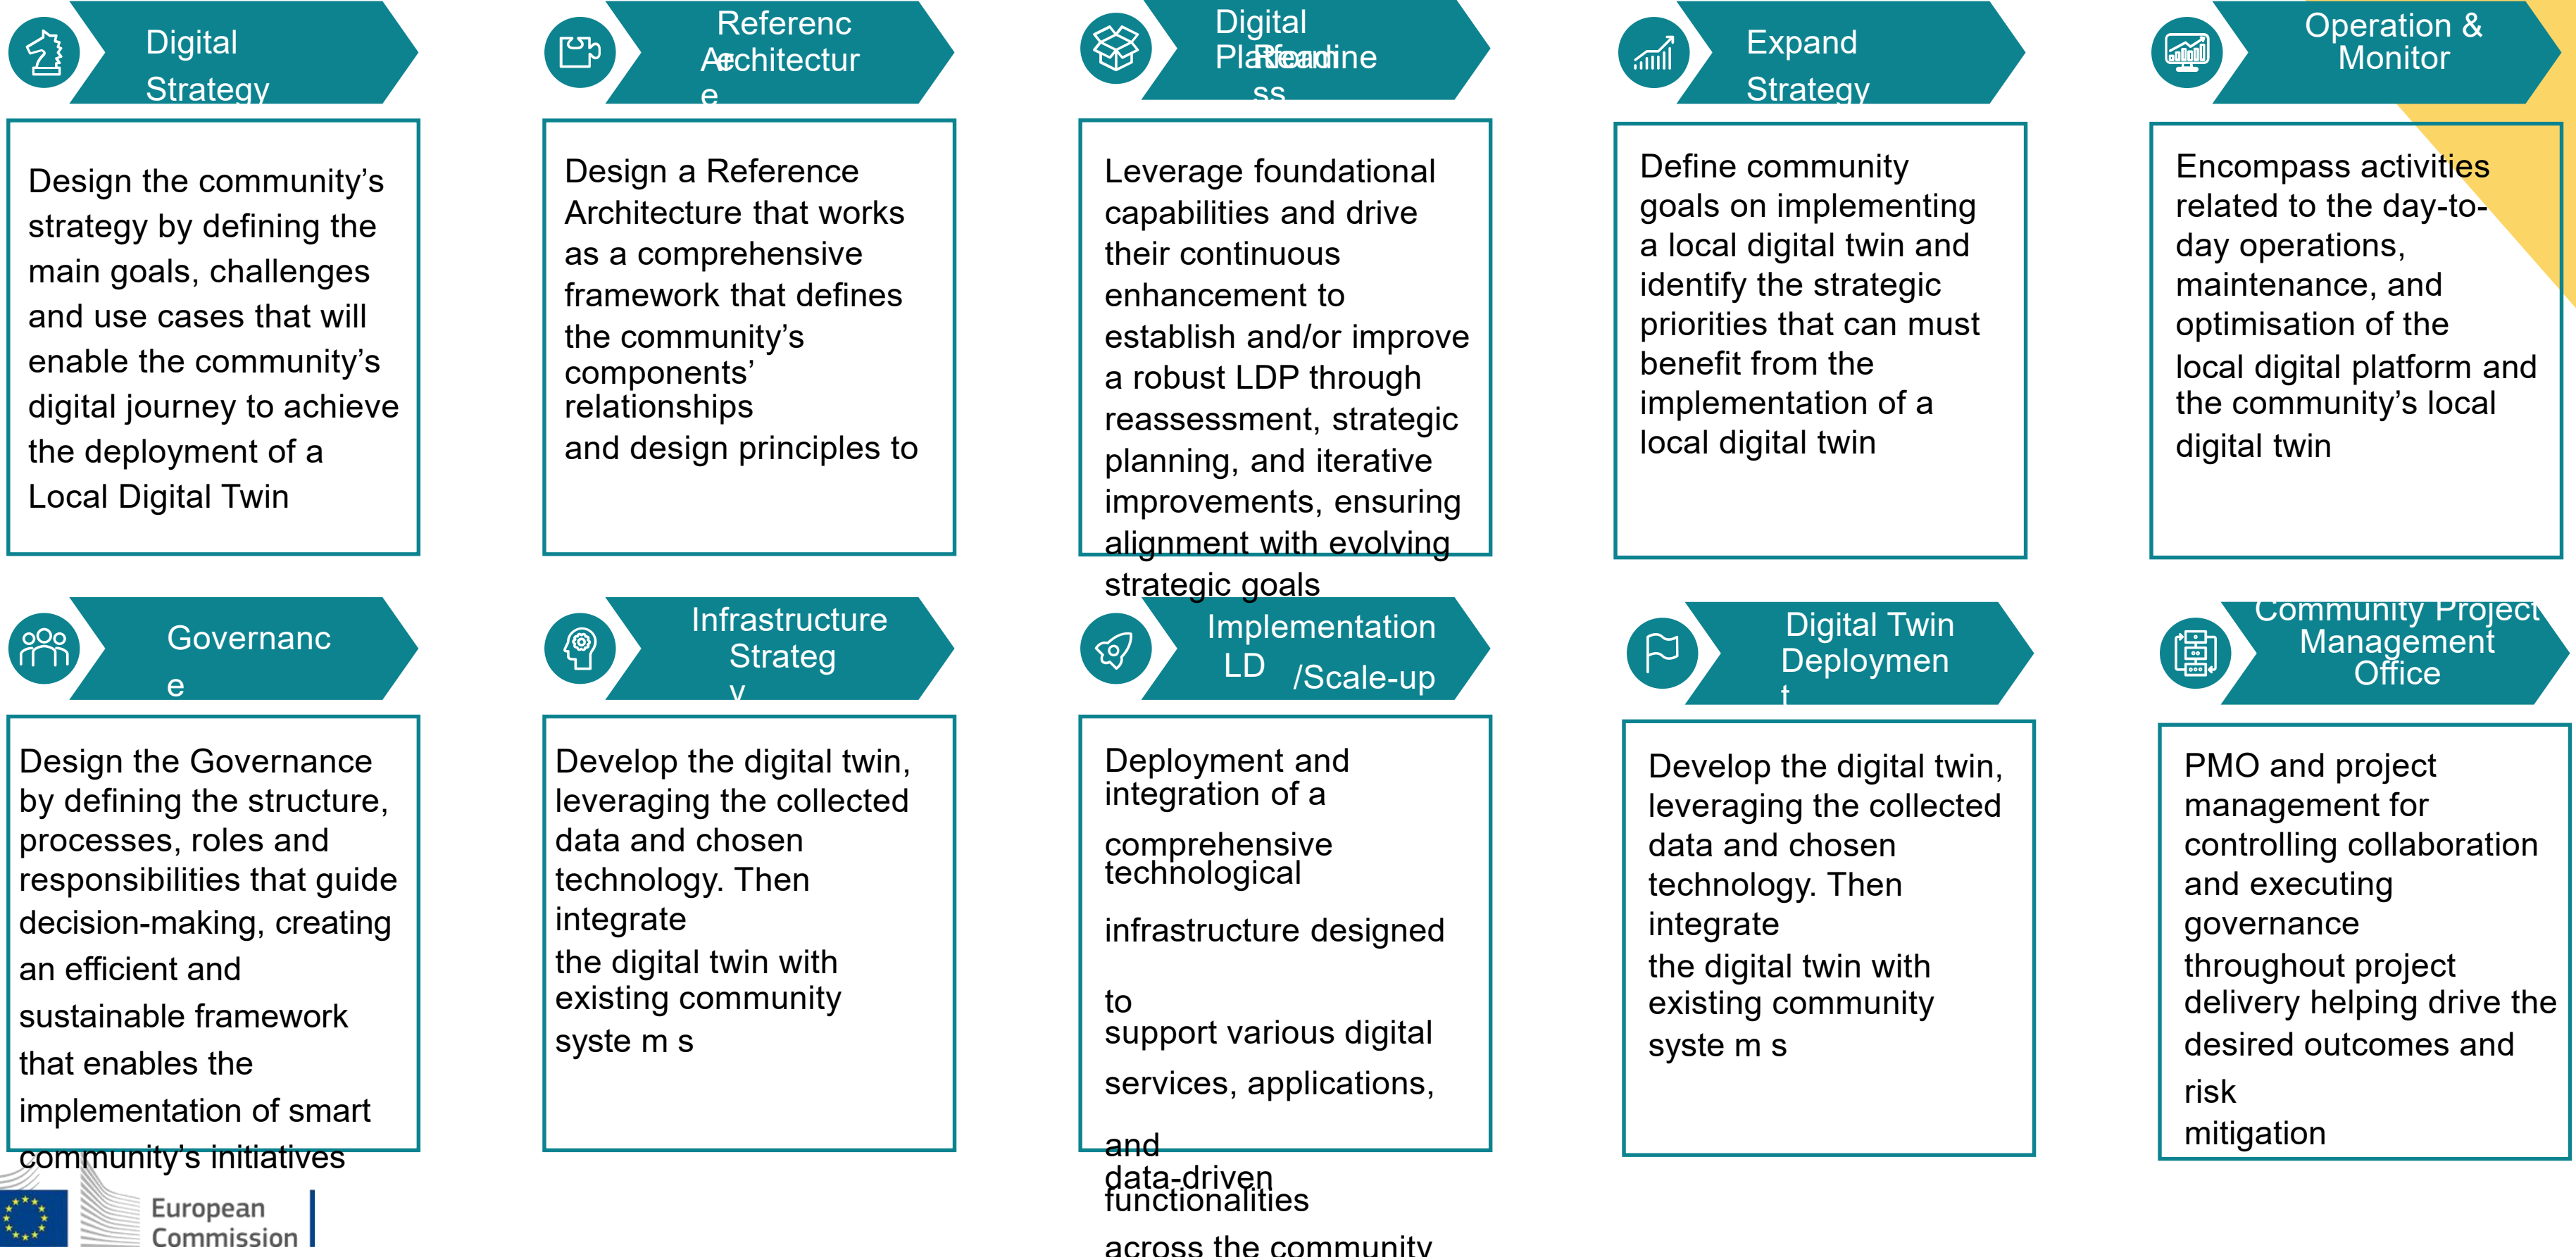 Digital
Strategy
Design the community's
strategy by defining the
main goals, challenges
and use cases that will
enable the community's
digital journey to achieve
the deployment of a
Local Digital Twin
Referenc
e
Architectur
e
Design a Reference
Architecture that works
as a comprehensive
framework that defines
the community's
components'
relationships
and design principles to
Digital
Platform
Readine
ss
Leverage foundational
capabilities and drive
their continuous
enhancement to
establish and/or improve
a robust LDP through
reassessment, strategic
planning, and iterative
improvements, ensuring
alignment with evolving
strategic goals
Expand
Strategy
Define community
goals on implementing
a local digital twin and
identify the strategic
priorities that can must
benefit from the
implementation of a
local digital twin
Operation &
Monitor
Encompass activities
related to the day-to-
day operations,
maintenance, and
optimisation of the
local digital platform and
the community's local
digital twin
Governanc
e
Design the Governance
by defining the structure,
processes, roles and
responsibilities that guide
decision-making, creating
an efficient and
sustainable framework
that enables the
implementation of smart
community's initiatives
Infrastructure
Strateg
y
Develop the digital twin,
leveraging the collected
data and chosen
technology. Then
integrate
the digital twin with
existing community
syste m s
Implementation
LD
/Scale-up
Deployment and
integration of a
comprehensive
technological
infrastructure designed
to
support various digital
services, applications,
and
data-driven
functionalities
across the community
Digital Twin
Deploymen
t
Develop the digital twin,
leveraging the collected
data and chosen
technology. Then
integrate
the digital twin with
existing community
syste m s
Community Project
Management
Office
PMO and project
management for
controlling collaboration
and executing
governance
throughout project
delivery helping drive the
desired outcomes and
risk
mitigation
European
Commission